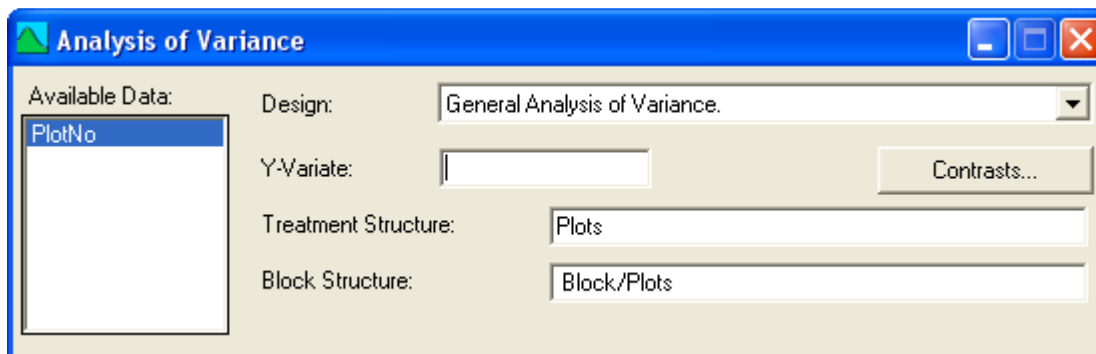 Analysis of Variance
Available Data:
PlotNo
Design:
General Analysis of Variance.
Y-Variate:
Contrasts...
Treatment Structure:
Plots
Block Structure:
Block/Plots